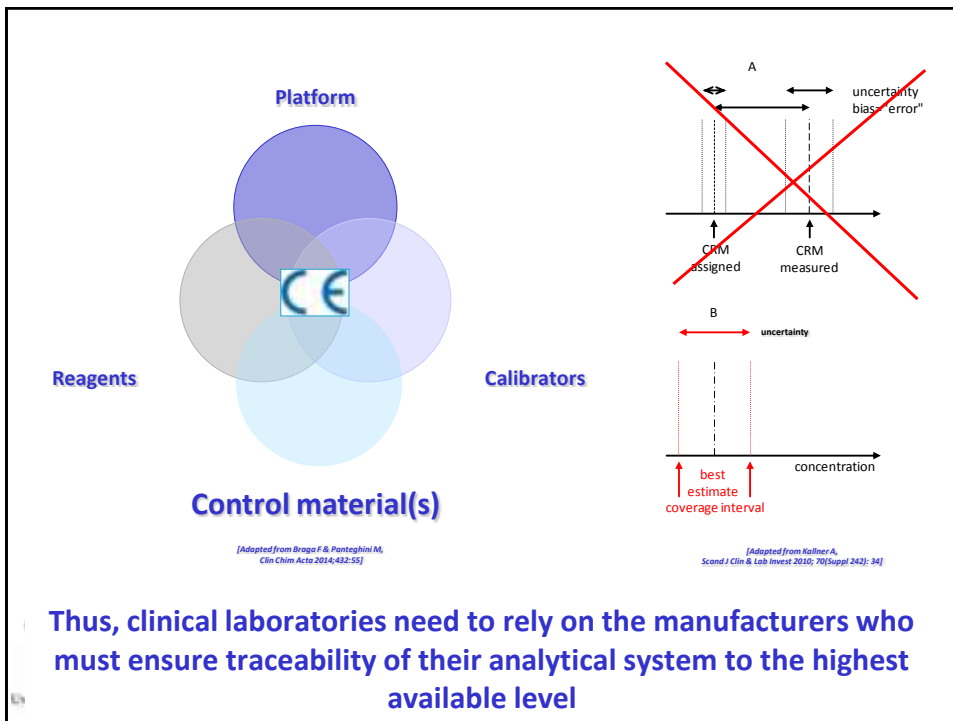 Platform
CE
Reagents
Calibrators
Control material(s)
[Adapted from Braga F & Panteghini M,
Clin Chim Acta 2014;432:55]
A
uncertainty
bias="error"
CRM
assigned
CRM
measured
B
uncertainty
concentration
best
estimate
coverage interval
[Adapted from Kallner A,
Scand J Clin & Lab Invest 2010; 70(Suppl 242): 34]
Thus, clinical laboratories need to rely on the manufacturers who
must ensure traceability of their analytical system to the highest
available level